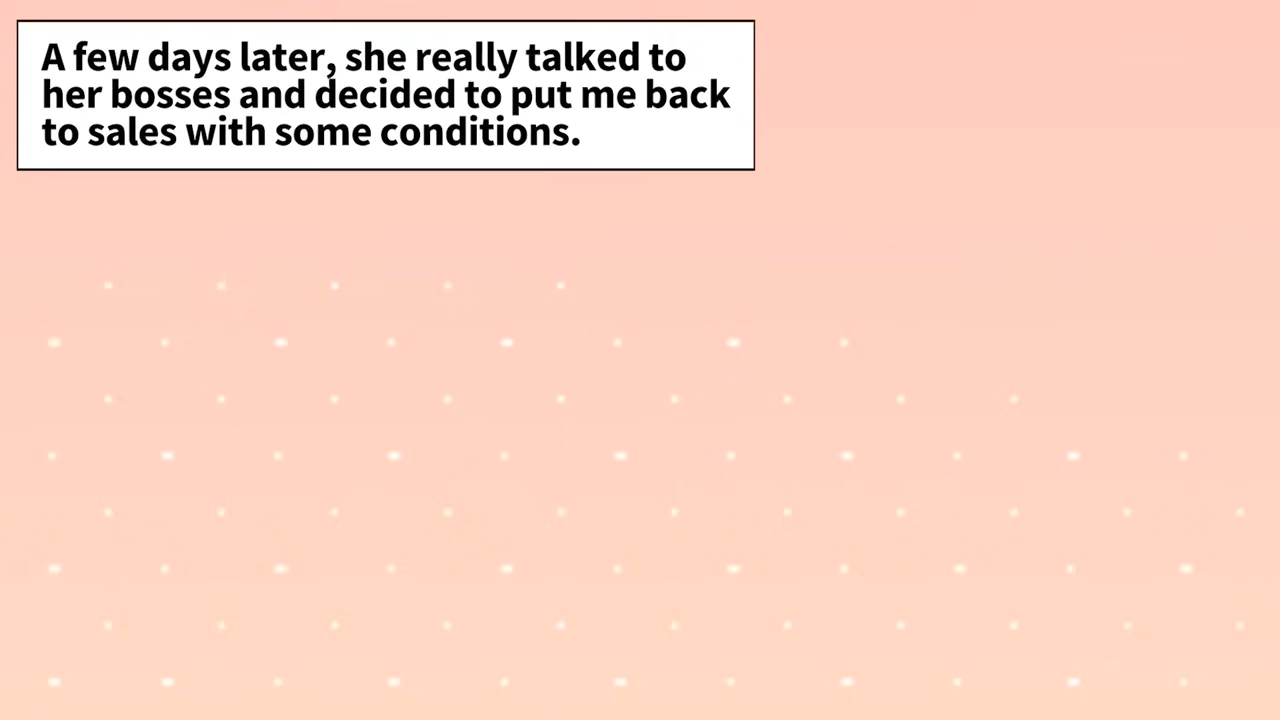 A few days later, she really talked to
her bosses and decided to put me back
to sales with some conditions.